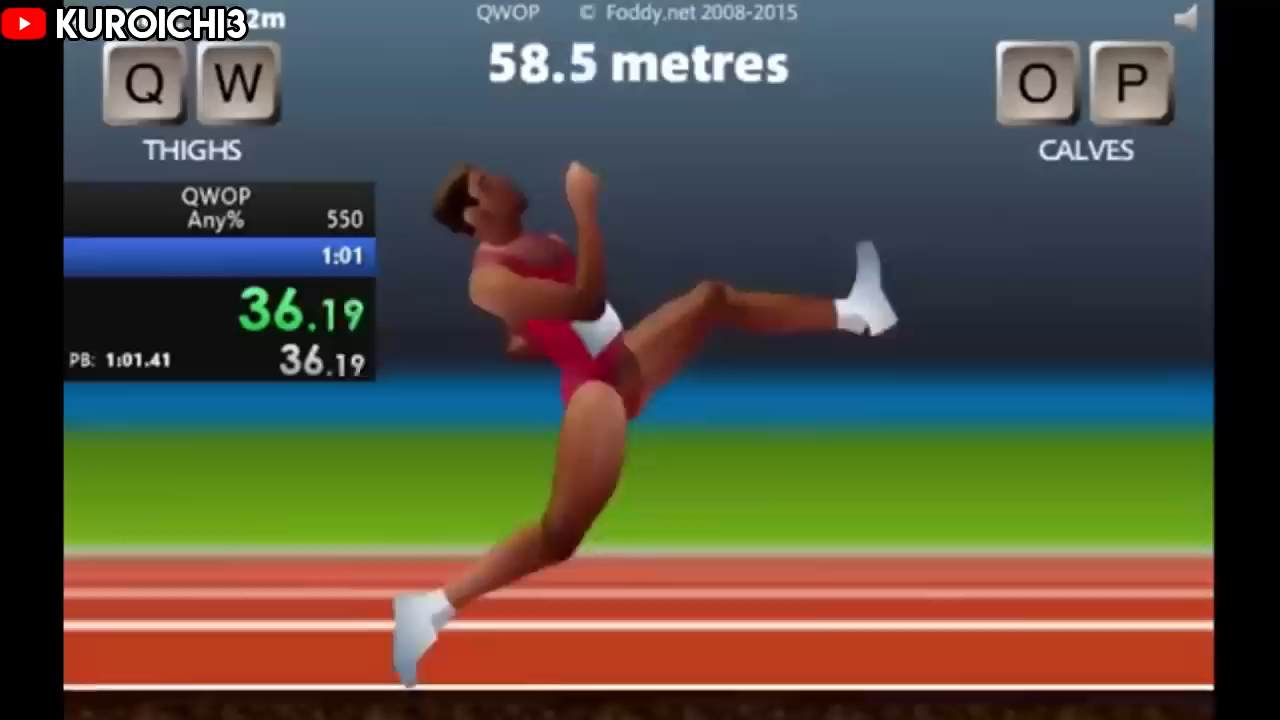 KUROICHI3
2m
QWOP © Foddy.net 2008-2015
58.5 metres
Q W
THIGHS
O P
CALVES
QWOP
Any% 550
1:01
36.19
PB: 1:01.41 36.19